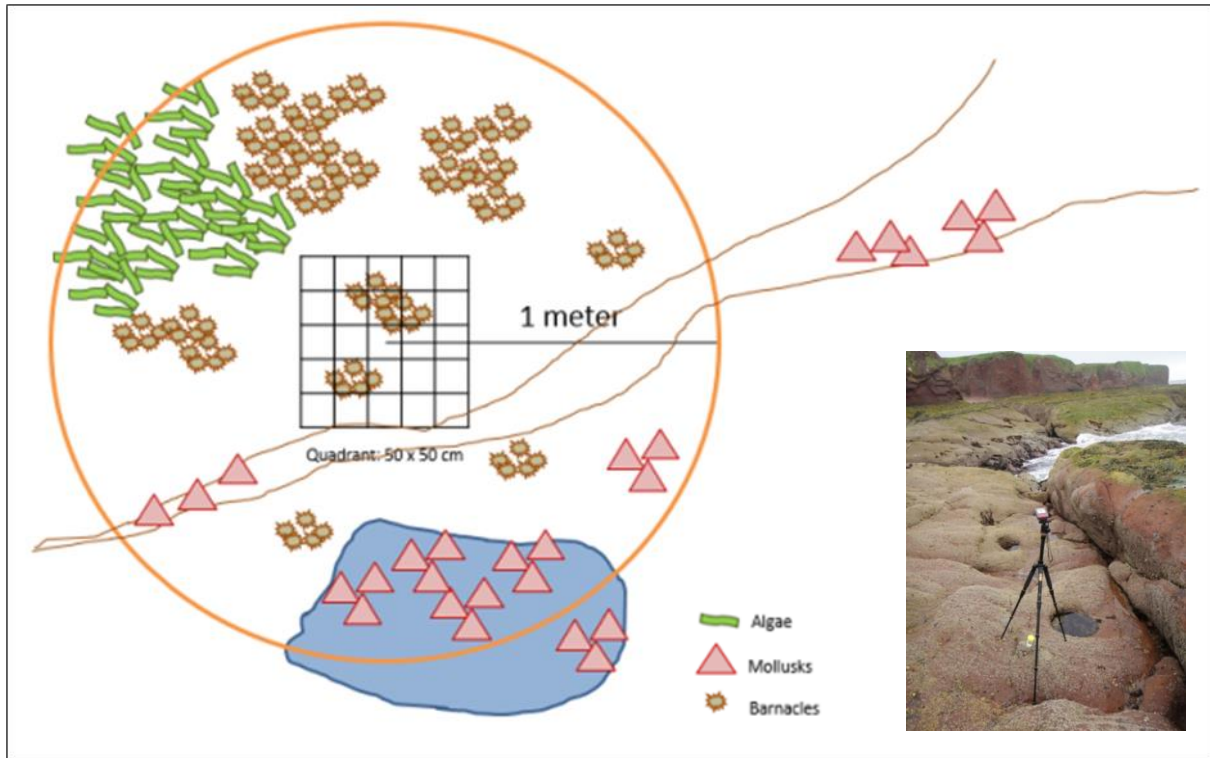 1 meter
Quadrant: 50 x 50 cm
Algae
Mollusks
Barnacles